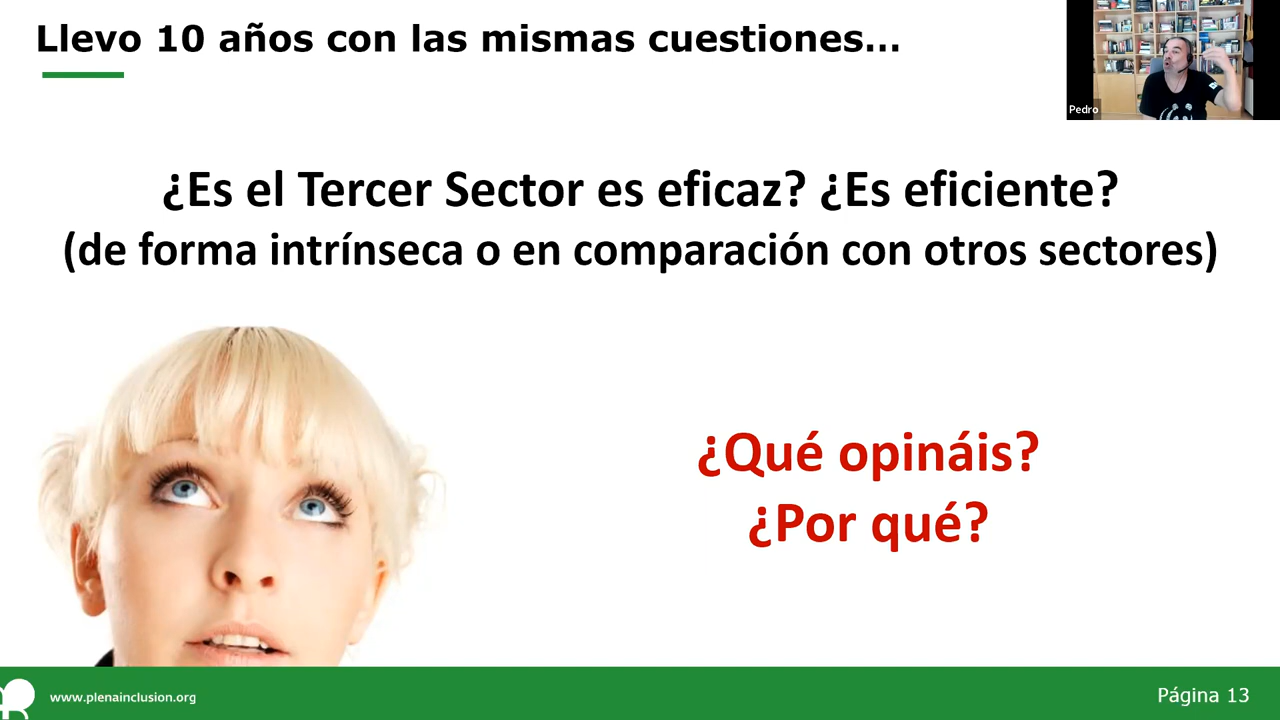 Llevo 10 años con las mismas cuestiones...
Pedro
¿Es el Tercer Sector es eficaz? ¿Es eficiente?
(de forma intrínseca o en comparación con otros sectores)
¿Qué opináis?
¿Por qué?
www.plenainclusion.org
Página 13